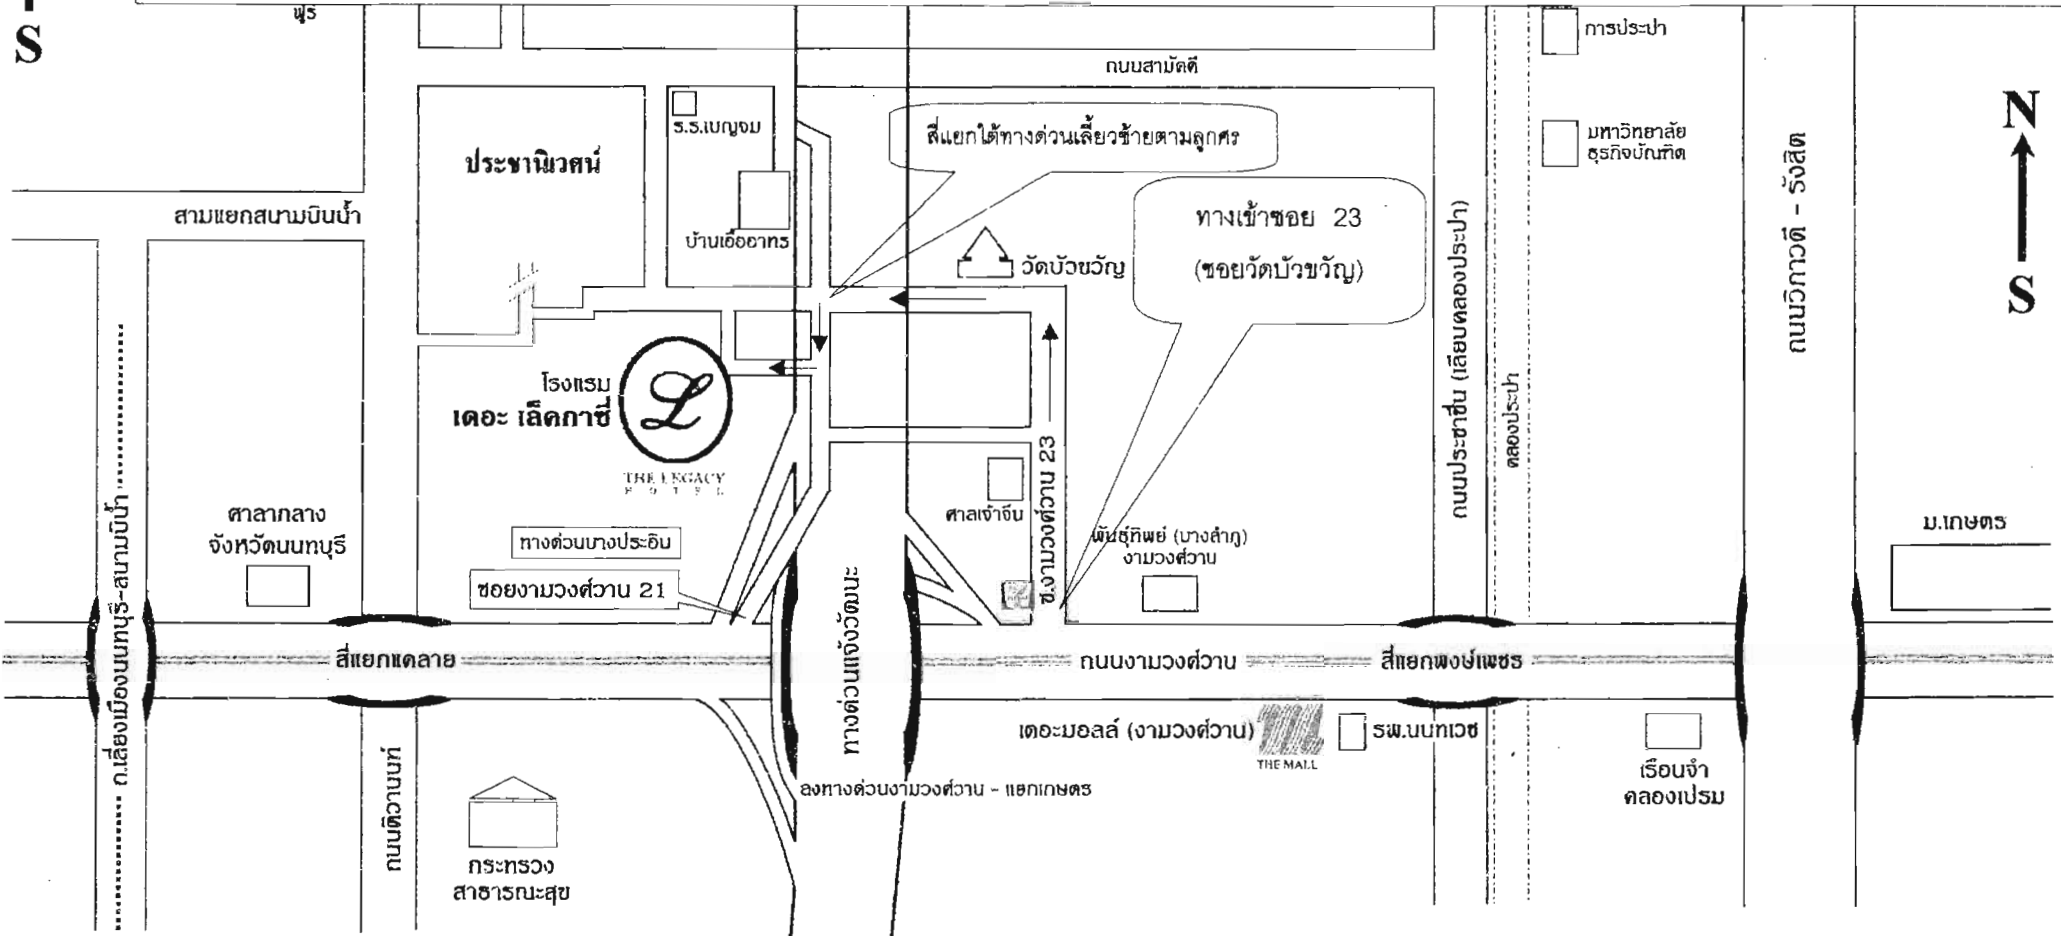 ฟูรี
S
การประปา
ถนนสามัคคี
N
ร.ร.เบญจม
สี่แยกใต้ทางด่วนเลี้ยวซ้ายตามลูกศร
มหาวิทยาลัย
ธุรกิจบัณฑิต
ประชานิเวศน์
ถนนวิภาวดี - รังสิต
สามแยกสนามบินน้ำ
ทางเข้าซอย 23
(ซอยวัดบัวขวัญ)
บ้านเอื้ออาทร
วัดบัวขวัญ
S
ถนนประชาชื่น (เลียบคลองประปา)
คลองประปา
โรงแรม
เดอะ เล็คกาซี่
L
THE LEGACY
HOTEL
ซ.งามวงศ์วาน 23
ศาลเจ้าจีน
ศาลากลาง
จังหวัดนนทบุรี
ทางด่วนบางประอิน
ซอยงามวงศ์วาน 21
พันธุ์ทิพย์ (บางลำภู)
งามวงศ์วาน
ม.เกษตร
ถ.เลี่ยงเมืองนนทบุรี-สนามบินน้ำ
สี่แยกแคลาย
ถนนงามวงศ์วาน
สี่แยกพงษ์เพชร
เดอะมอลล์ (งามวงศ์วาน)
THE MALL
รพ.นนทเวช
ลงทางด่วนงามวงศ์วาน - แยกเกษตร
ถนนติวานนท์
เรือนจำ
คลองเปรม
กระทรวง
สาธารณะสุข